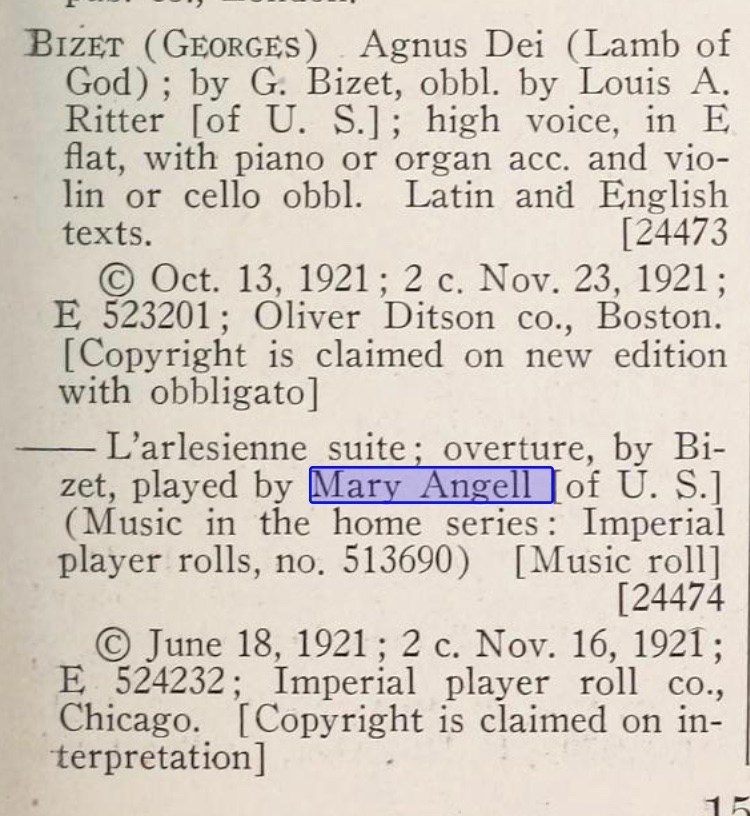 BIZET (GEORGES) Agnus Dei (Lamb of
God); by G. Bizet, obbl. by Louis A.
Ritter [of U. S.]; high voice, in E
flat, with piano or organ acc. and vio-
lin or cello obbl. Latin and English
texts. [24473
© Oct. 13, 1921; 2 c. Nov. 23, 1921;
E 523201; Oliver Ditson co., Boston.
[Copyright is claimed on new edition
with obbligato]
—— L'arlesienne suite; overture, by Bi-
zet, played by Mary Angell [of U. S.]
(Music in the home series: Imperial
player rolls, no. 513690) [Music roll]
[24474
© June 18, 1921; 2 c. Nov. 16, 1921;
E 524232; Imperial player roll co.,
Chicago. [Copyright is claimed on in-
terpretation]